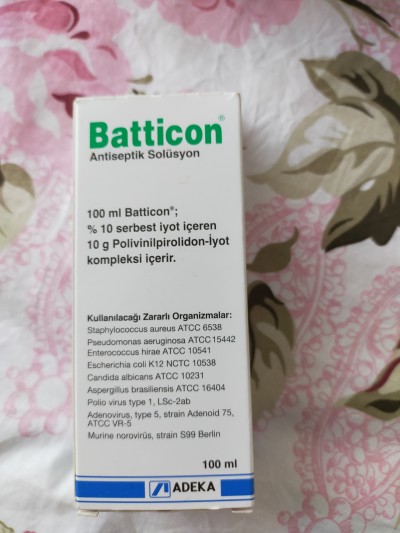 Batticon®
Antiseptik Solüsyon
100 ml Batticon®;
% 10 serbest iyot içeren
10 g Polivinilpirolidon-İyot
kompleksi içerir.
Kullanılacağı Zararlı Organizmalar:
Staphylococcus aureus ATCC 6538
Pseudomonas aeruginosa ATCC 15442
Enterococcus hirae ATCC 10541
Escherichia coli K12 NCTC 10538
Candida albicans ATCC 10231
Aspergillus brasiliensis ATCC 16404
Polio virus type 1, LSc-2ab
Adenovirus, type 5, strain Adenoid 75,
ATCC VR-5
Murine norovirüs, strain S99 Berlin
100 ml
ADEKA